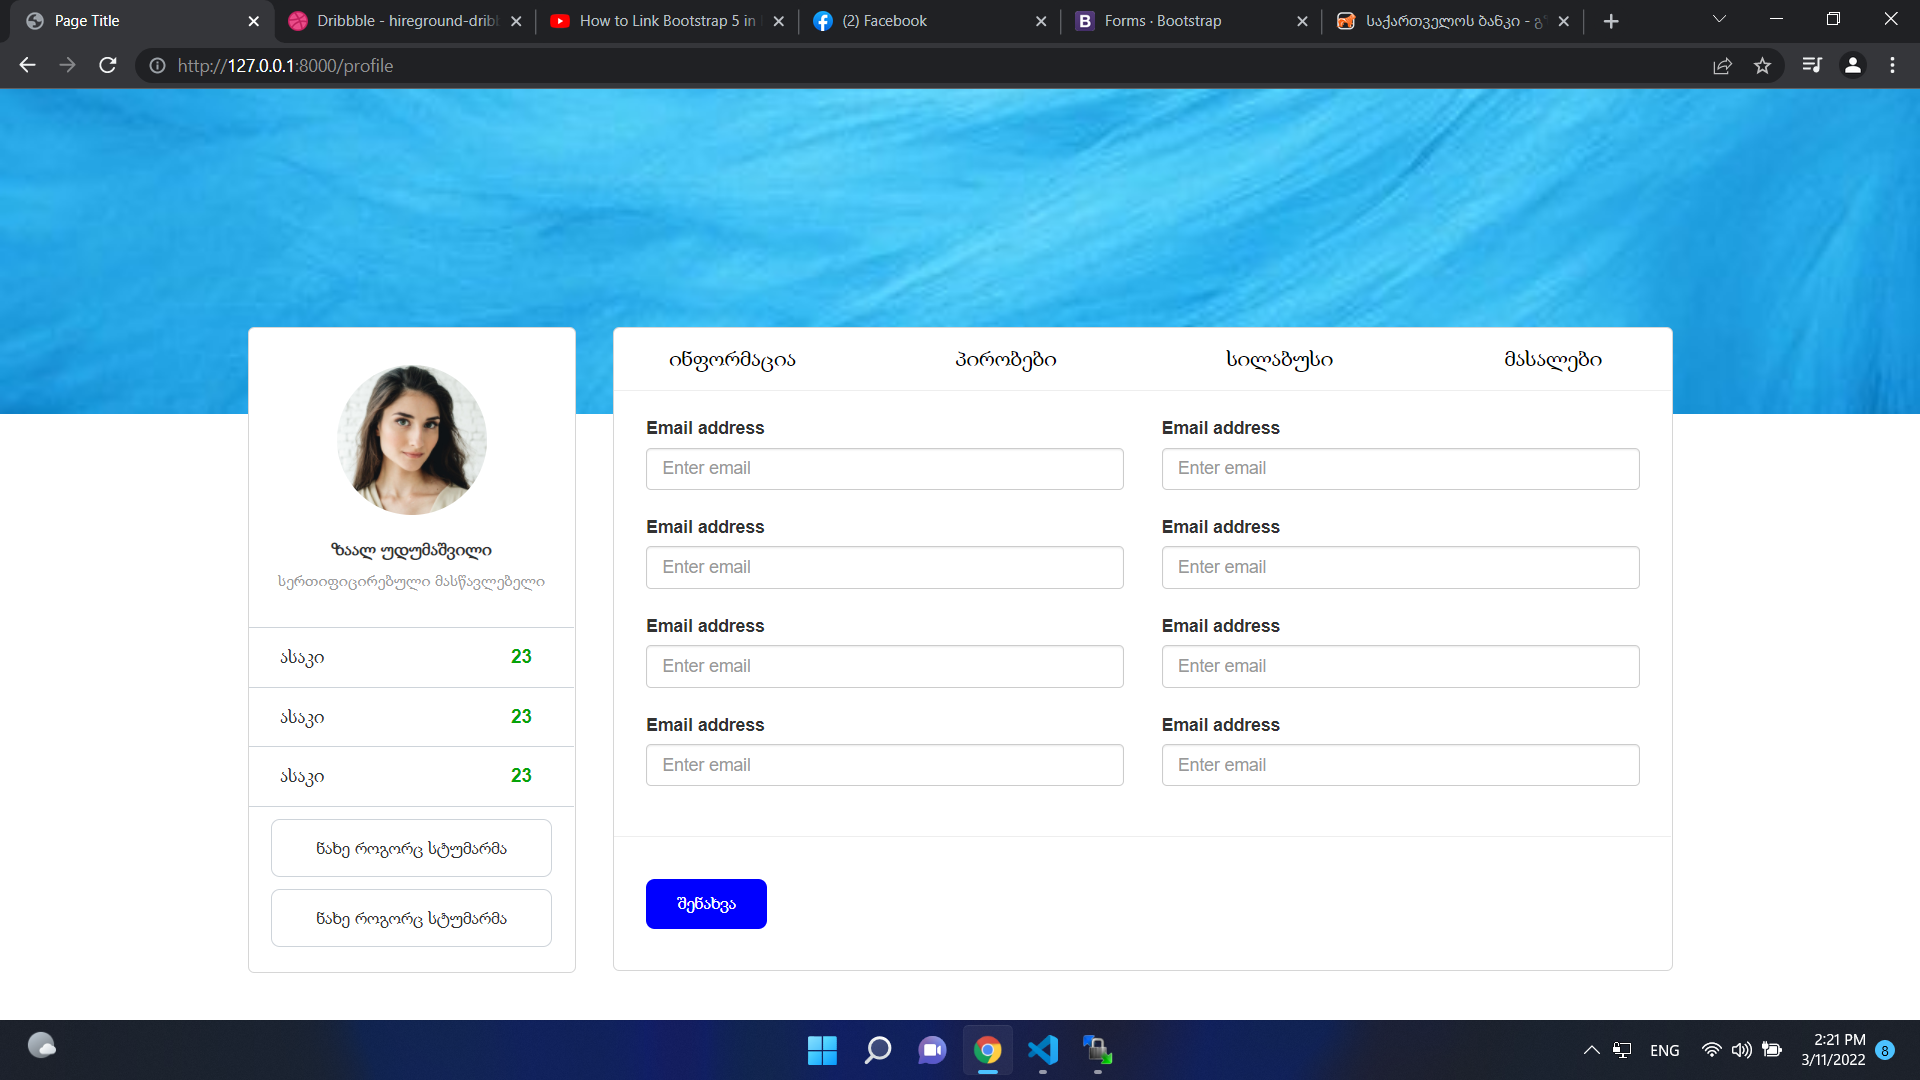 Page Title
Dribbble - hireground-dribb
How to Link Bootstrap 5 in
(2) Facebook
Forms · Bootstrap
საქართველოს ბანკი -
http://127.0.0.1:8000/profile
ინფორმაცია პირობები სილაბუსი მასალები
ზაალ უდუმაშვილი
სერთიფიცირებული მასწავლებელი
ასაკი 23
ასაკი 23
ასაკი 23
ნახე როგორც სტუმარმა
ნახე როგორც სტუმარმა
Email address Email address
Enter email Enter email
Email address Email address
Enter email Enter email
Email address Email address
Enter email Enter email
Email address Email address
Enter email Enter email
შენახვა
ENG
2:21 PM
3/11/2022
8